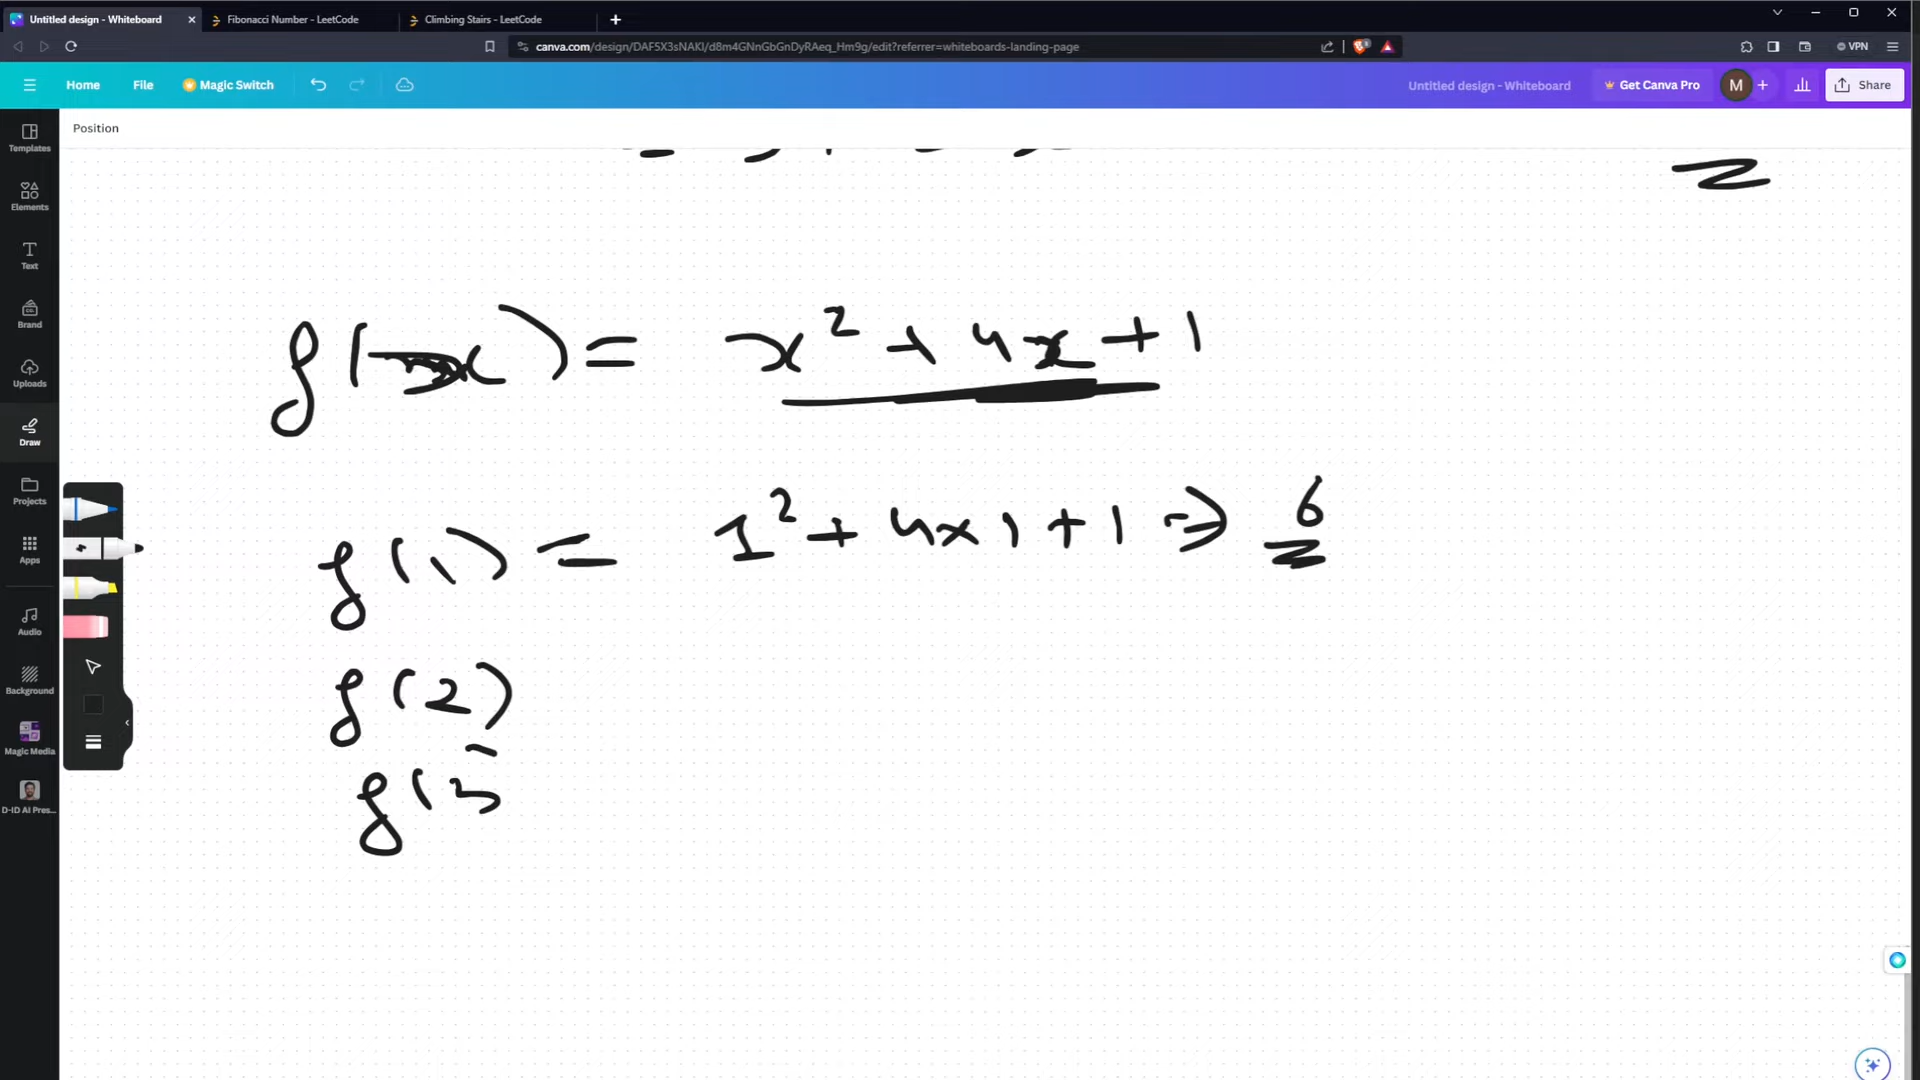 Untitled design - Whiteboard
Fibonacci Number - LeetCode
Climbing Stairs - LeetCode
canva.com/design/DAF5X3sNAKI/d8m4GNnGbGnDyRAeq_Hm9g/edit?referrer=whiteboards-landing-page
VPN
Home
File
Magic Switch
Untitled design - Whiteboard
Get Canva Pro
M
Share
Position
Templates
Elements
Text
Brand
Uploads
Draw
Projects
Apps
Audio
Background
Magic Media
D-ID AI Pres...
f(x) = x² + 4x + 1
f(1) = 1² + 4x1 + 1 => 6
f(2)
f(3